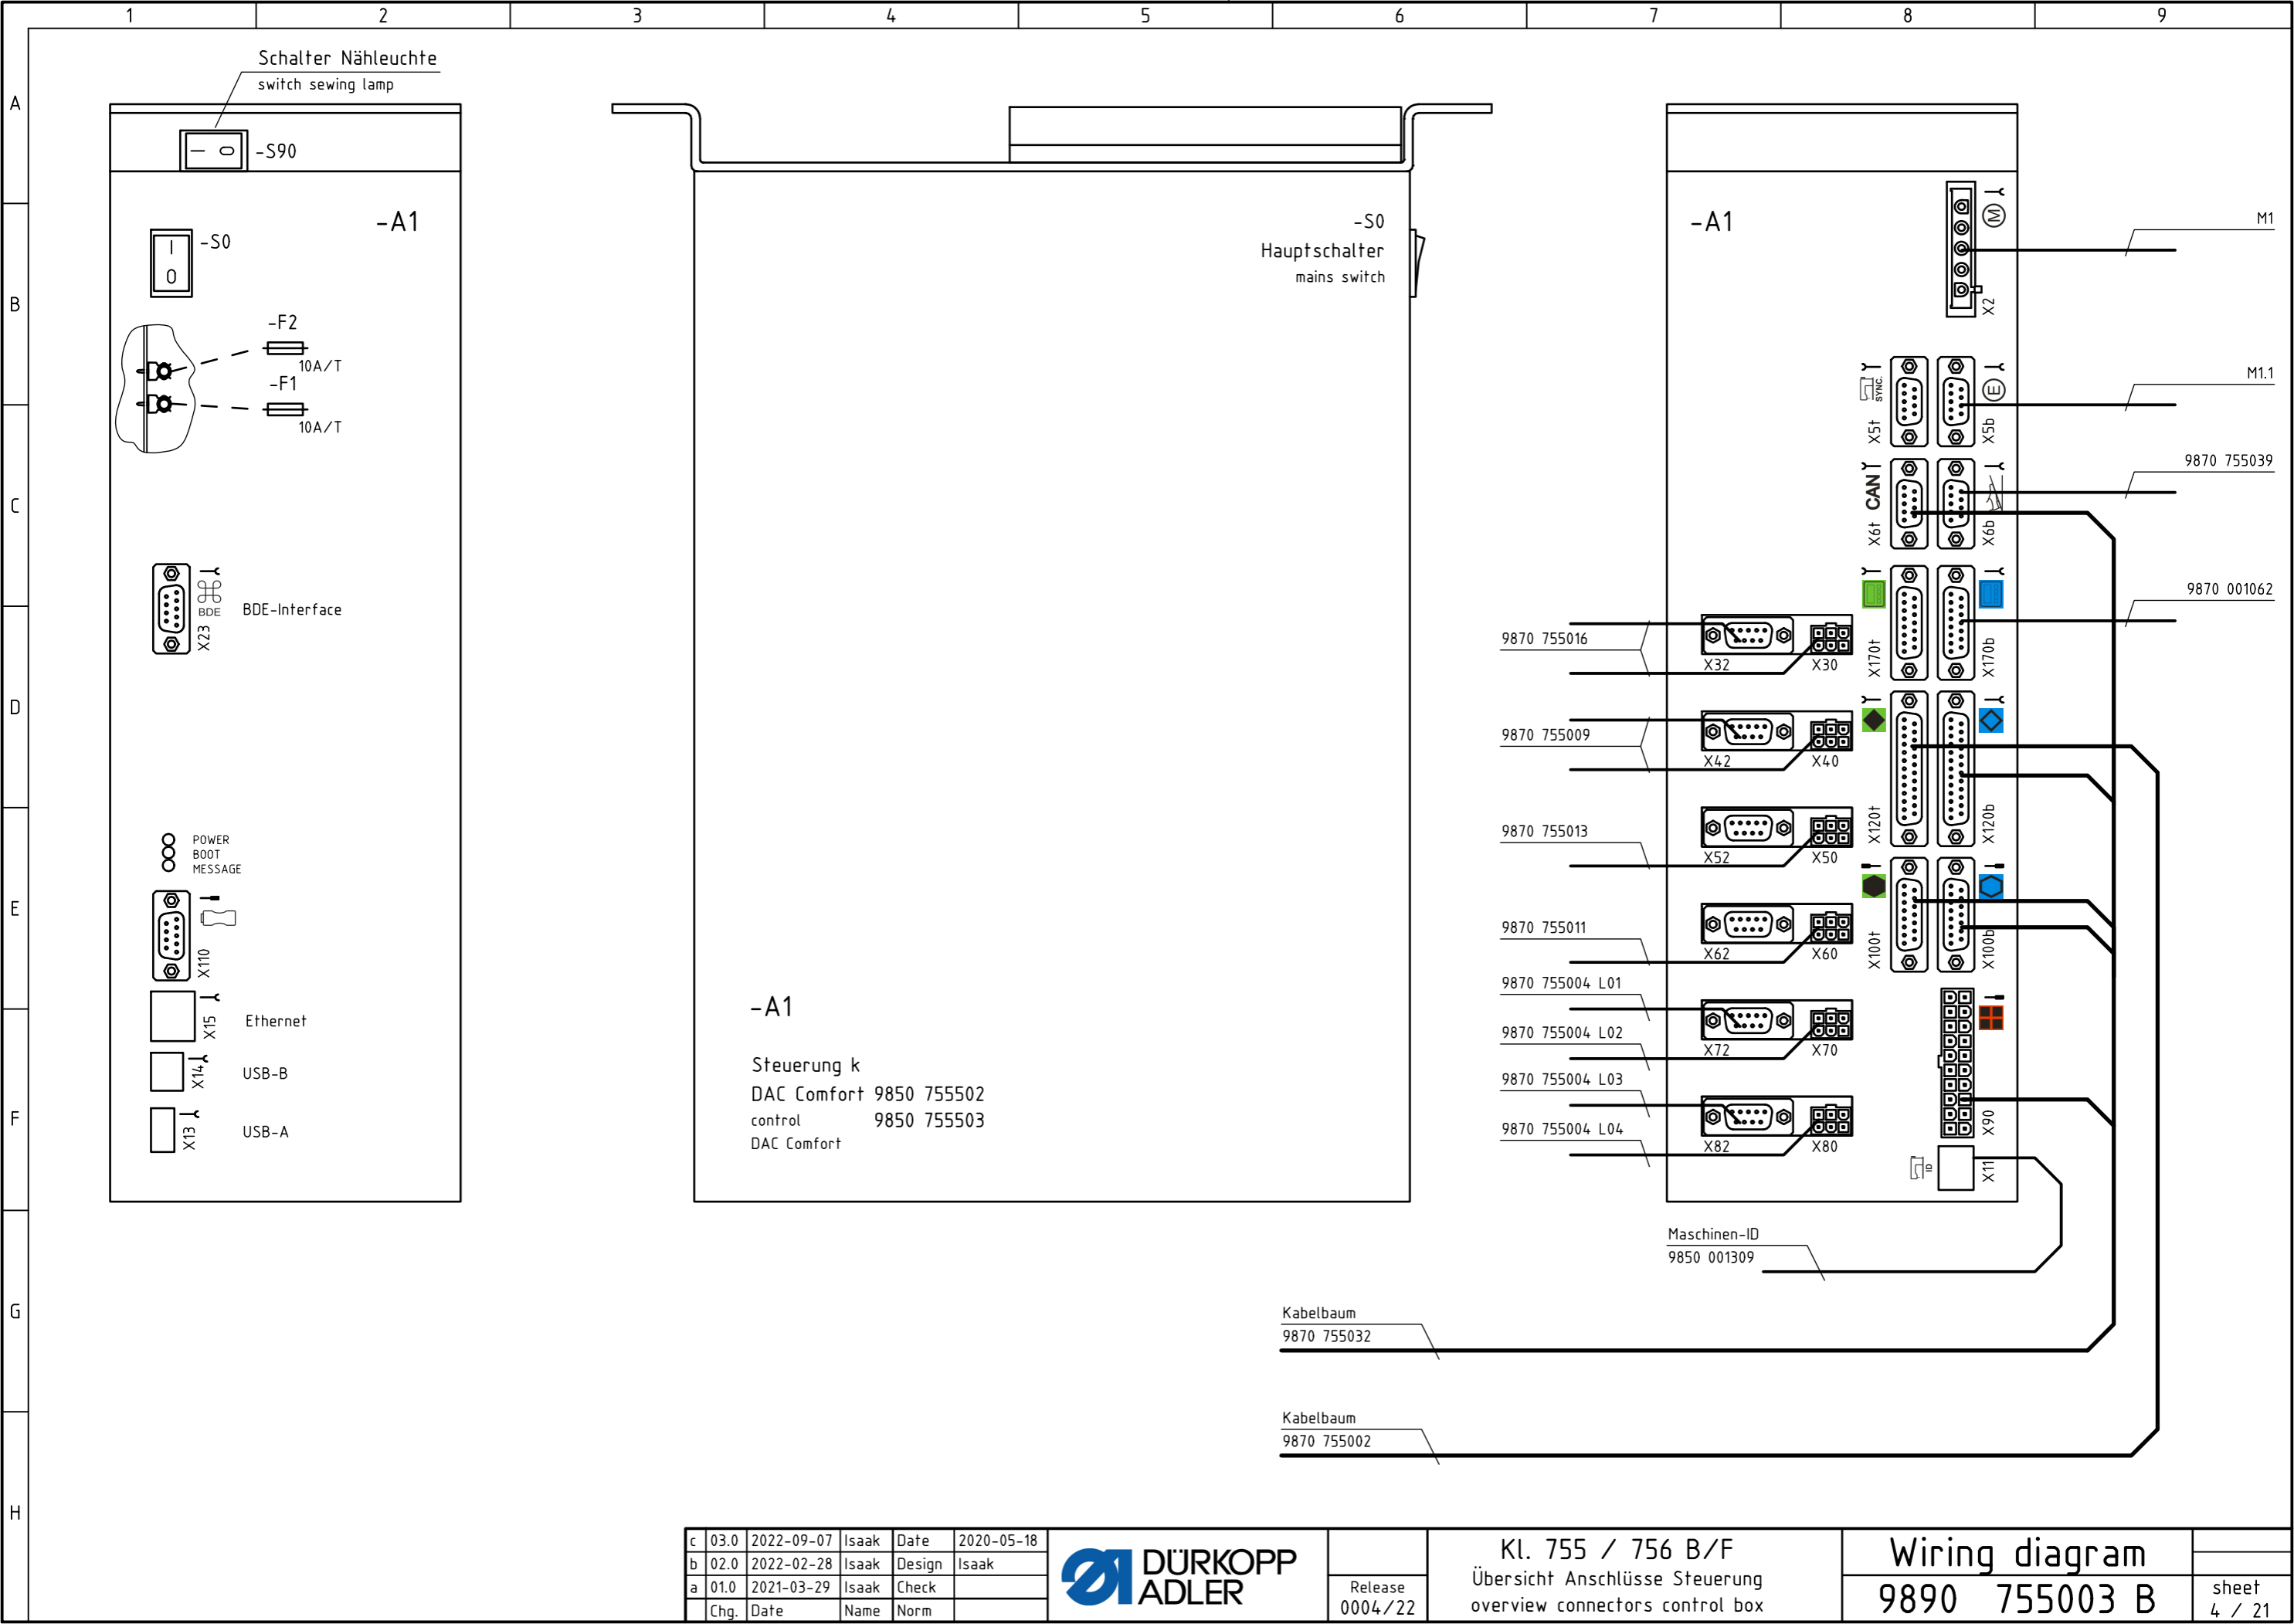 1 2 3 4 5 6 7 8 9
A
B
C
D
E
F
G
H
Schalter Nähleuchte
switch sewing lamp
-S90
-A1
-S0
I
0
-F2
10A/T
-F1
10A/T
BDE
X23
BDE-Interface
POWER
BOOT
MESSAGE
X110
X15
Ethernet
X14
USB-B
X13
USB-A
-S0
Hauptschalter
mains switch
-A1
Steuerung k
DAC Comfort 9850 755502
control 9850 755503
DAC Comfort
-A1
M
X2
M1
SYNC.
X5t
E
X5b
M1.1
CAN
X6t
X6b
9870 755039
X170t
X170b
9870 001062
9870 755016
X32
X30
9870 755009
X42
X40
X120t
X120b
9870 755013
X52
X50
9870 755011
X62
X60
X100t
X100b
9870 755004 L01
9870 755004 L02
X72
X70
9870 755004 L03
9870 755004 L04
X82
X80
X90
ID
X11
Maschinen-ID
9850 001309
Kabelbaum
9870 755032
Kabelbaum
9870 755002
c 03.0 2022-09-07 Isaak Date 2020-05-18
b 02.0 2022-02-28 Isaak Design Isaak
a 01.0 2021-03-29 Isaak Check
Chg. Date Name Norm
DÜRKOPP
ADLER
Release
0004/22
Kl. 755 / 756 B/F
Übersicht Anschlüsse Steuerung
overview connectors control box
Wiring diagram
9890 755003 B
sheet
4 / 21